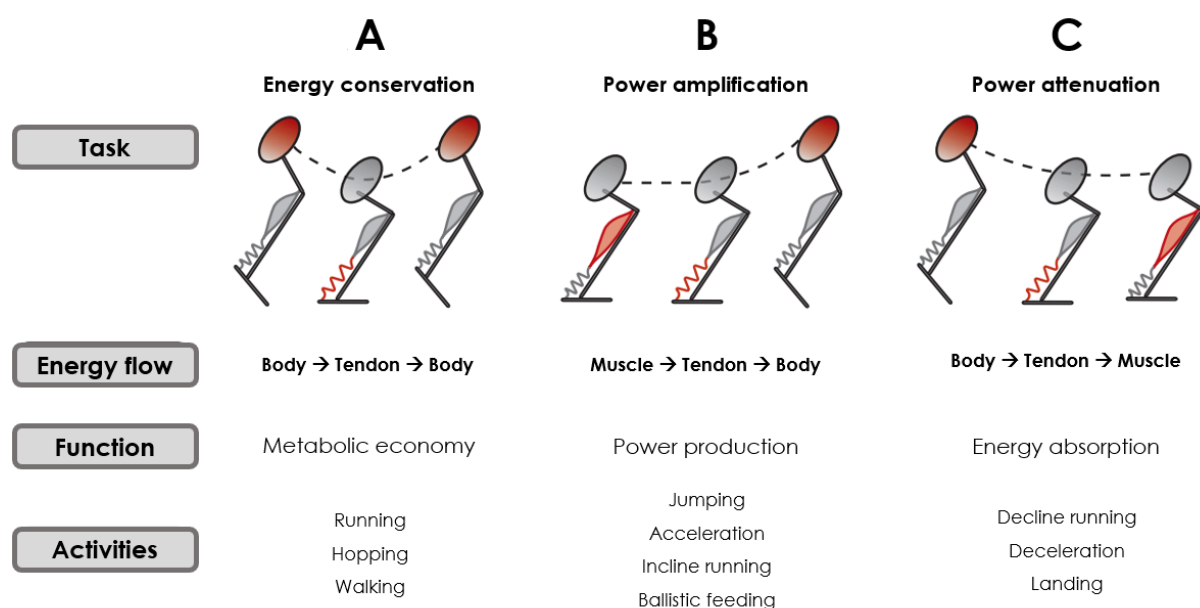 A B C
Energy conservation Power amplification Power attenuation
Task
Energy flow Body → Tendon → Body Muscle → Tendon → Body Body → Tendon → Muscle
Function Metabolic economy Power production Energy absorption
Activities
Running
Hopping
Walking
Jumping
Acceleration
Incline running
Ballistic feeding
Decline running
Deceleration
Landing